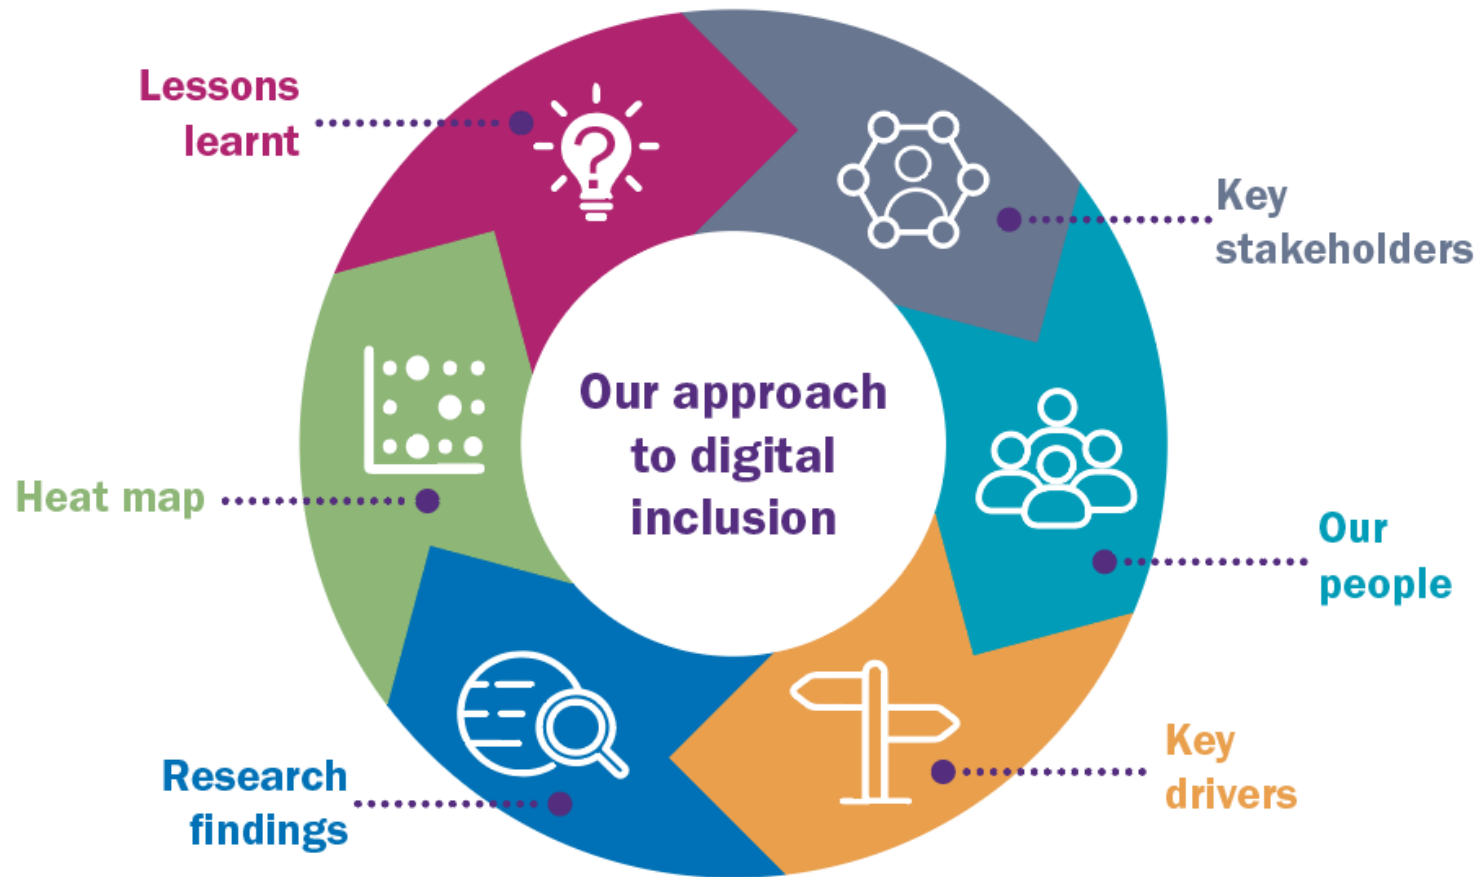 Lessons
learnt
Key
stakeholders
Our approach
to digital
inclusion
Heat map
Our
people
Key
drivers
Research
findings
?